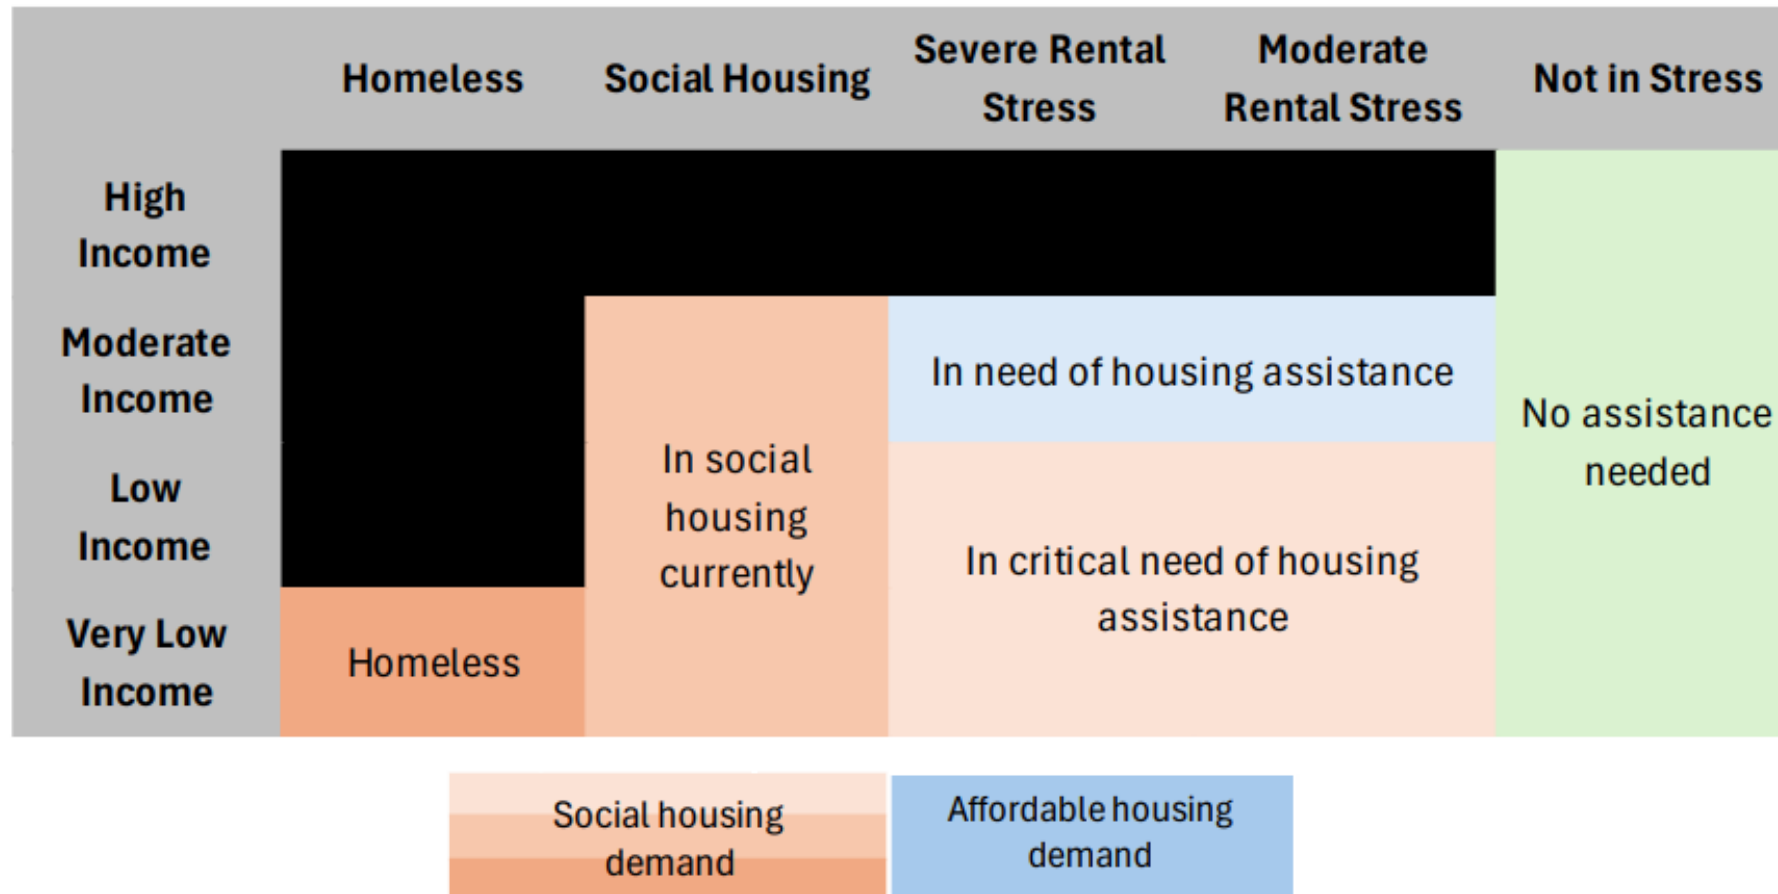 Homeless
Social Housing
Severe Rental
Stress
Moderate
Rental Stress
Not in Stress
High
Income
Moderate
Income
In need of housing assistance
No assistance
needed
Low
Income
In social
housing
currently
In critical need of housing
assistance
Very Low
Income
Homeless
Social housing
demand
Affordable housing
demand